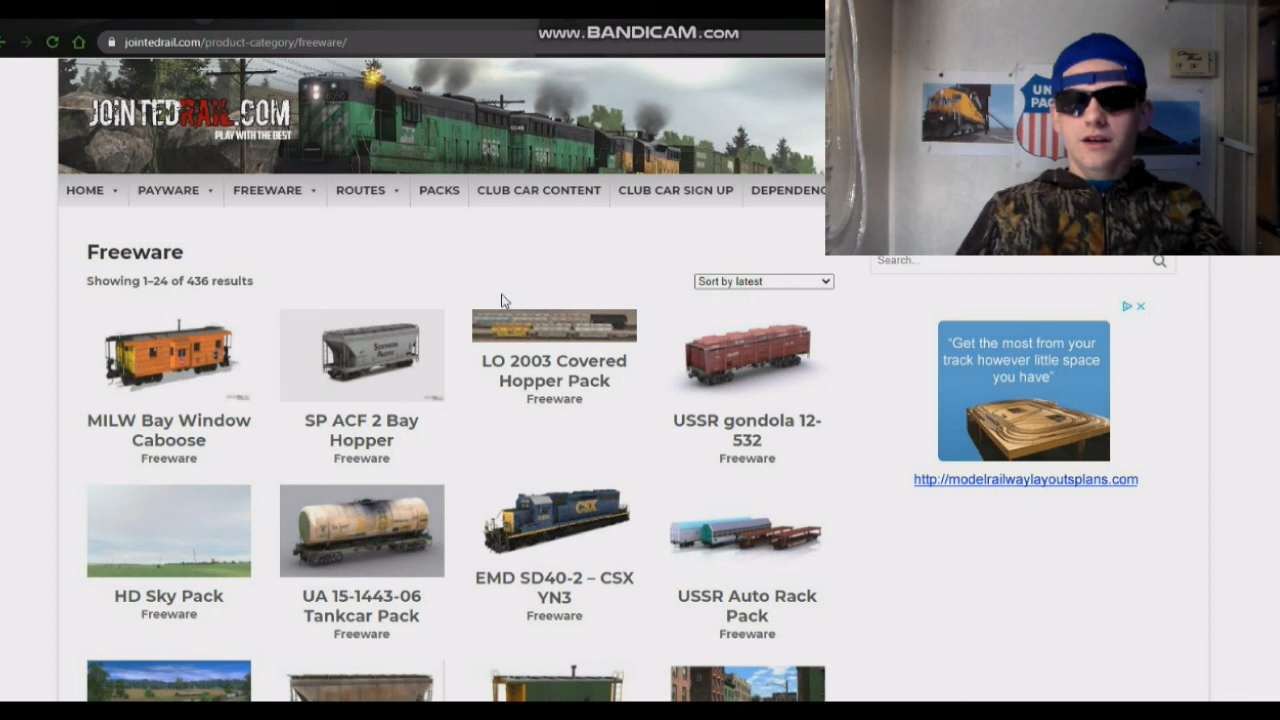 www.BANDICAM.com
jointedrail.com/product-category/freeware/
JOINTEDRAIL.COM
PLAY WITH THE BEST
UN
PAC
HOME PAYWARE FREEWARE ROUTES PACKS CLUB CAR CONTENT CLUB CAR SIGN UP DEPENDENC
Freeware
Showing 1–24 of 436 results
Sort by latest
Search...
MILW Bay Window
Caboose
Freeware
SP ACF 2 Bay
Hopper
Freeware
LO 2003 Covered
Hopper Pack
Freeware
USSR gondola 12-
532
Freeware
"Get the most from your
track however little space
you have"
http://modelrailwaylayoutsplans.com
HD Sky Pack
Freeware
UA 15-1443-06
Tankcar Pack
Freeware
CSX
EMD SD40-2 – CSX
YN3
Freeware
USSR Auto Rack
Pack
Freeware